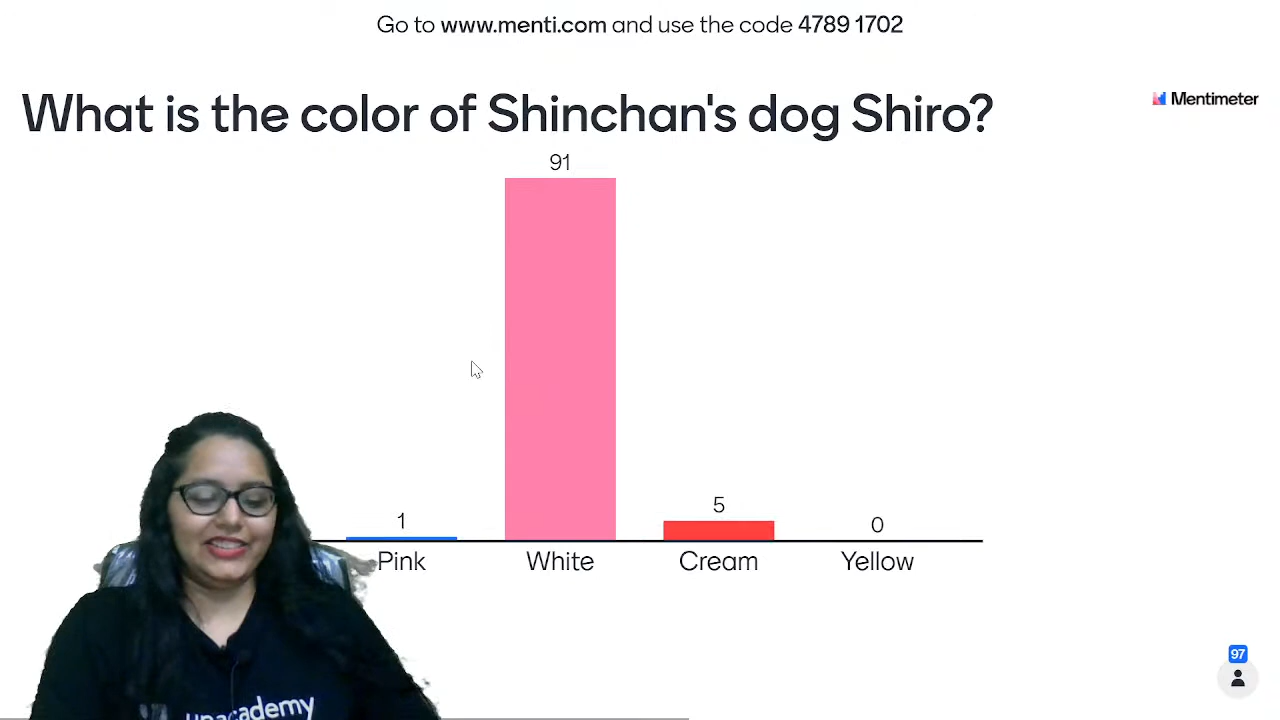 Go to www.menti.com and use the code 4789 1702
What is the color of Shinchan's dog Shiro?
Mentimeter
91
1
5
0
Pink
White
Cream
Yellow
97
unacademy